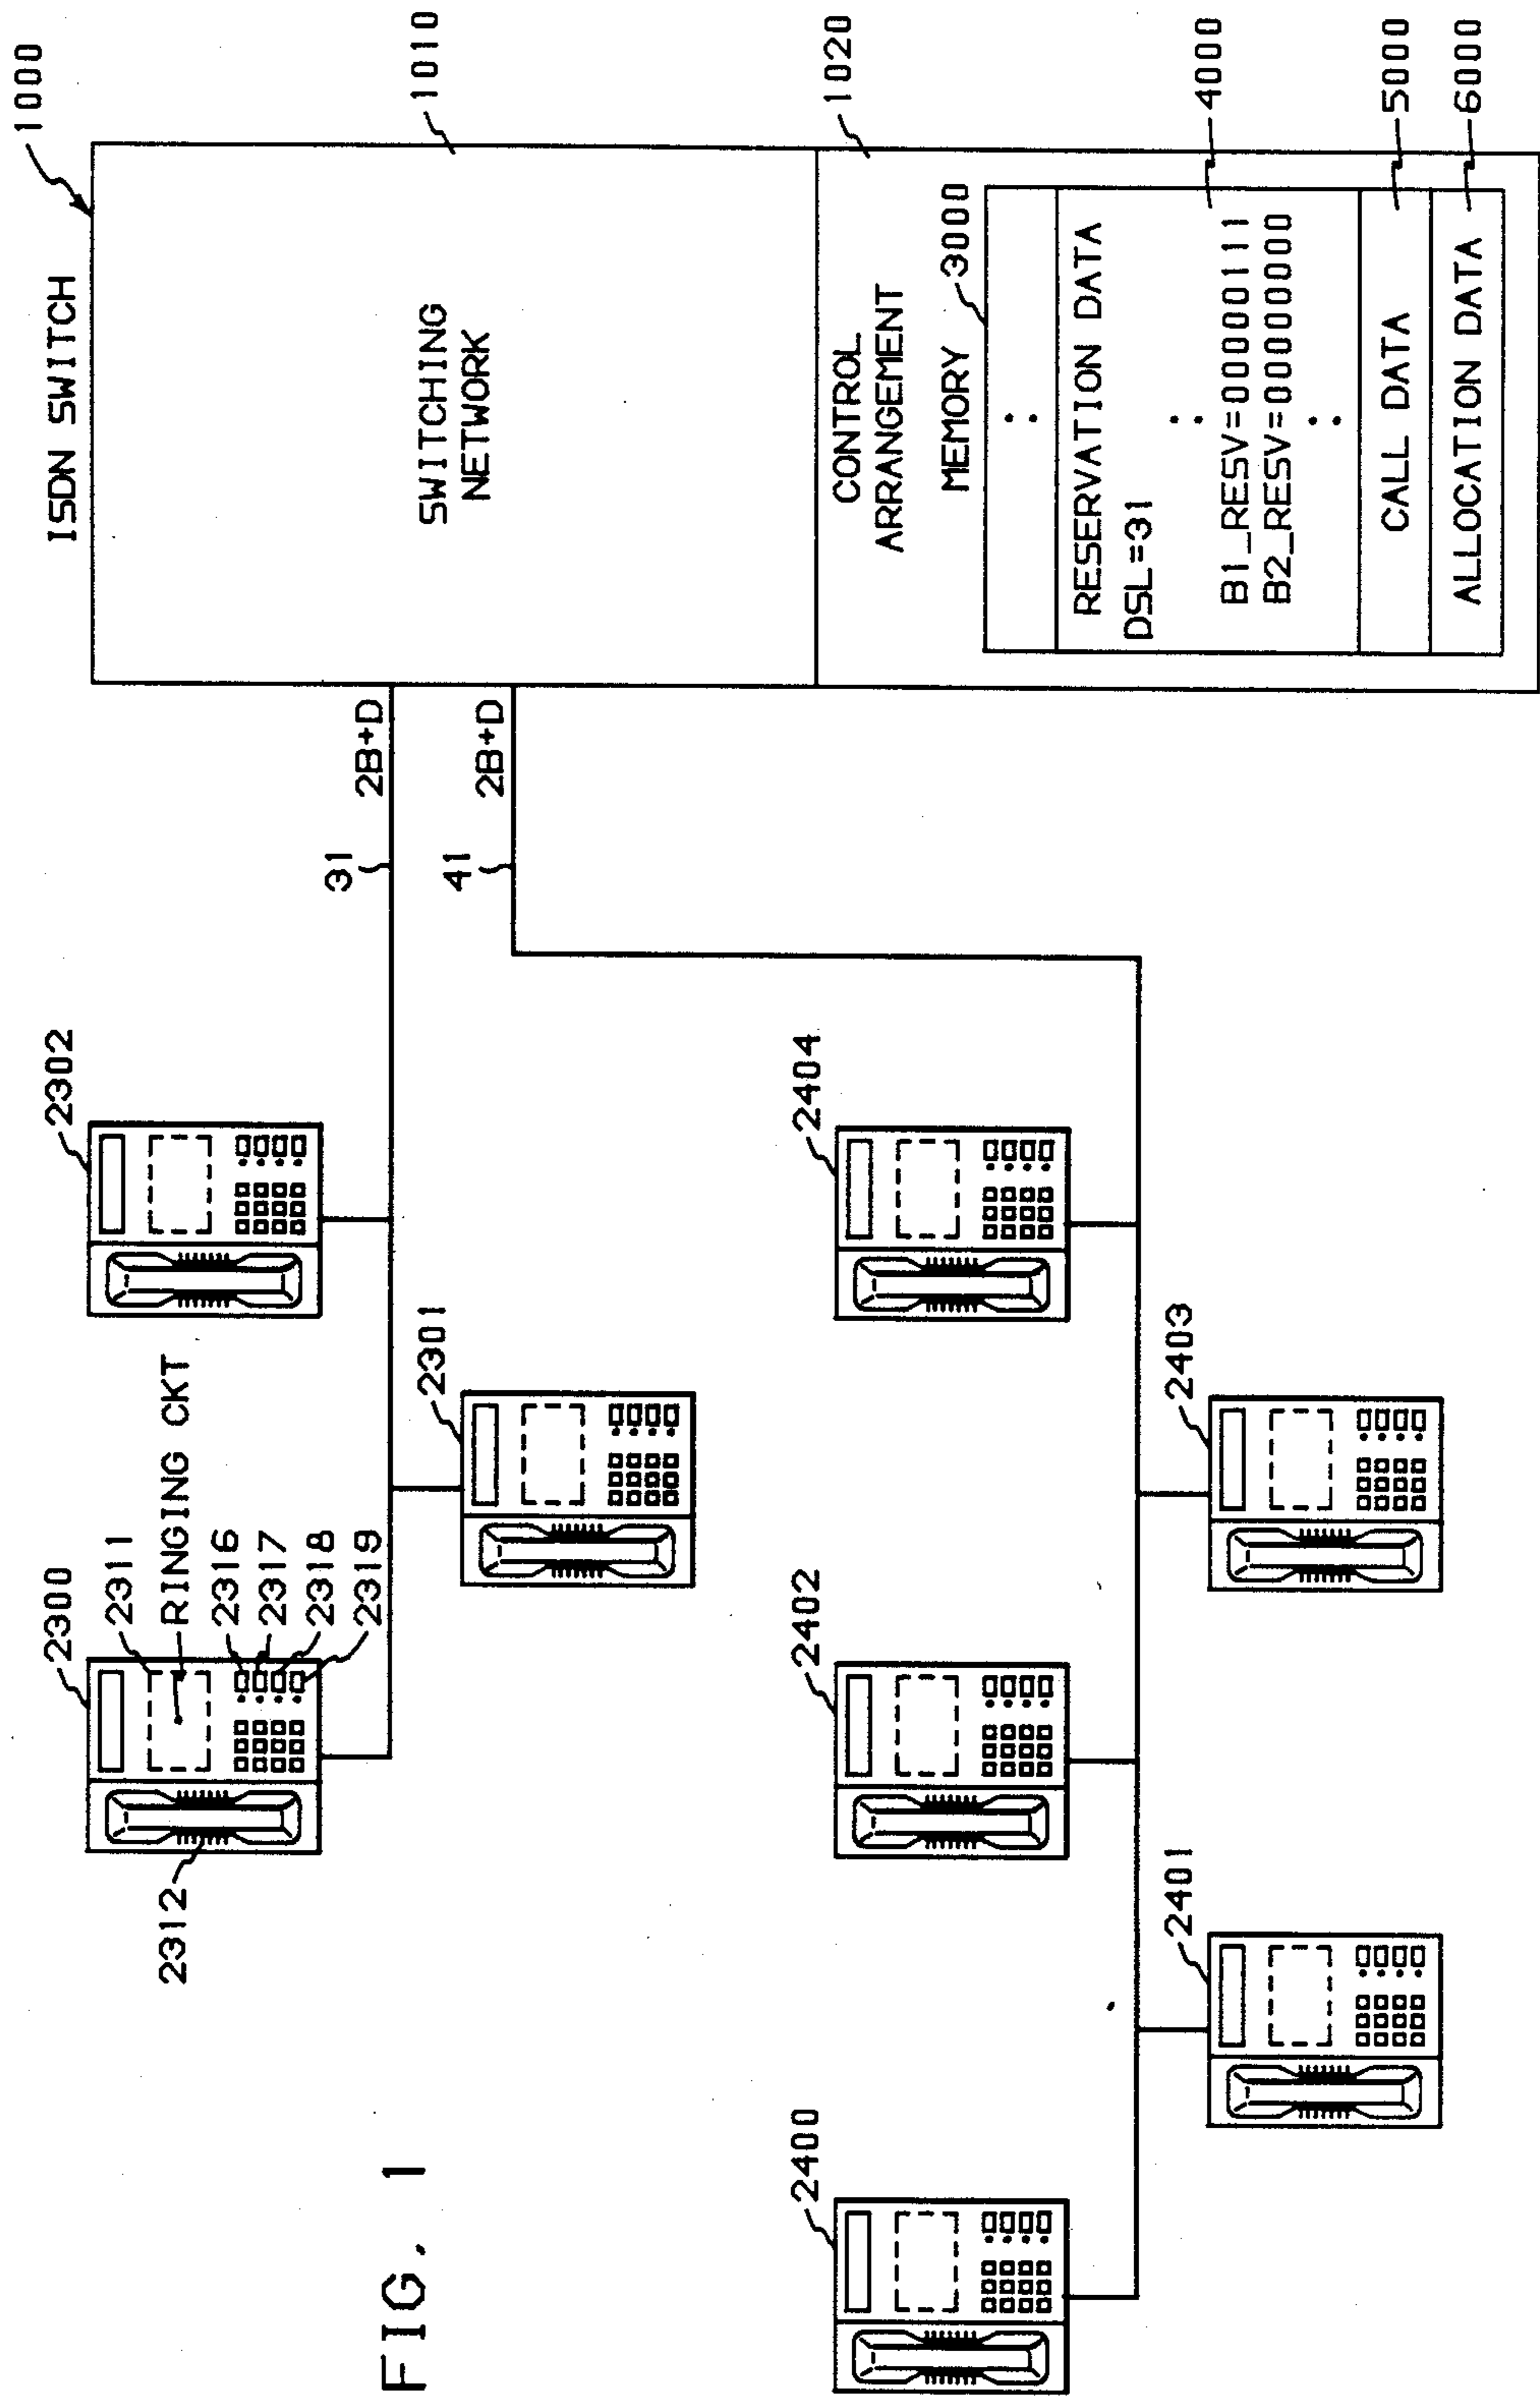 FIG. 1
ISDN SWITCH
1000
SWITCHING
NETWORK
1010
CONTROL
ARRANGEMENT
1020
MEMORY
3000
:
RESERVATION DATA
DSL=31
:
B1_RESV=00000111
B2_RESV=00000000
:
4000
CALL DATA
5000
ALLOCATION DATA
6000
31
2B+D
41
2B+D
2300
2311
RINGING CKT
2316
2317
2318
2319
2312
2301
2302
2400
2401
2402
2403
2404